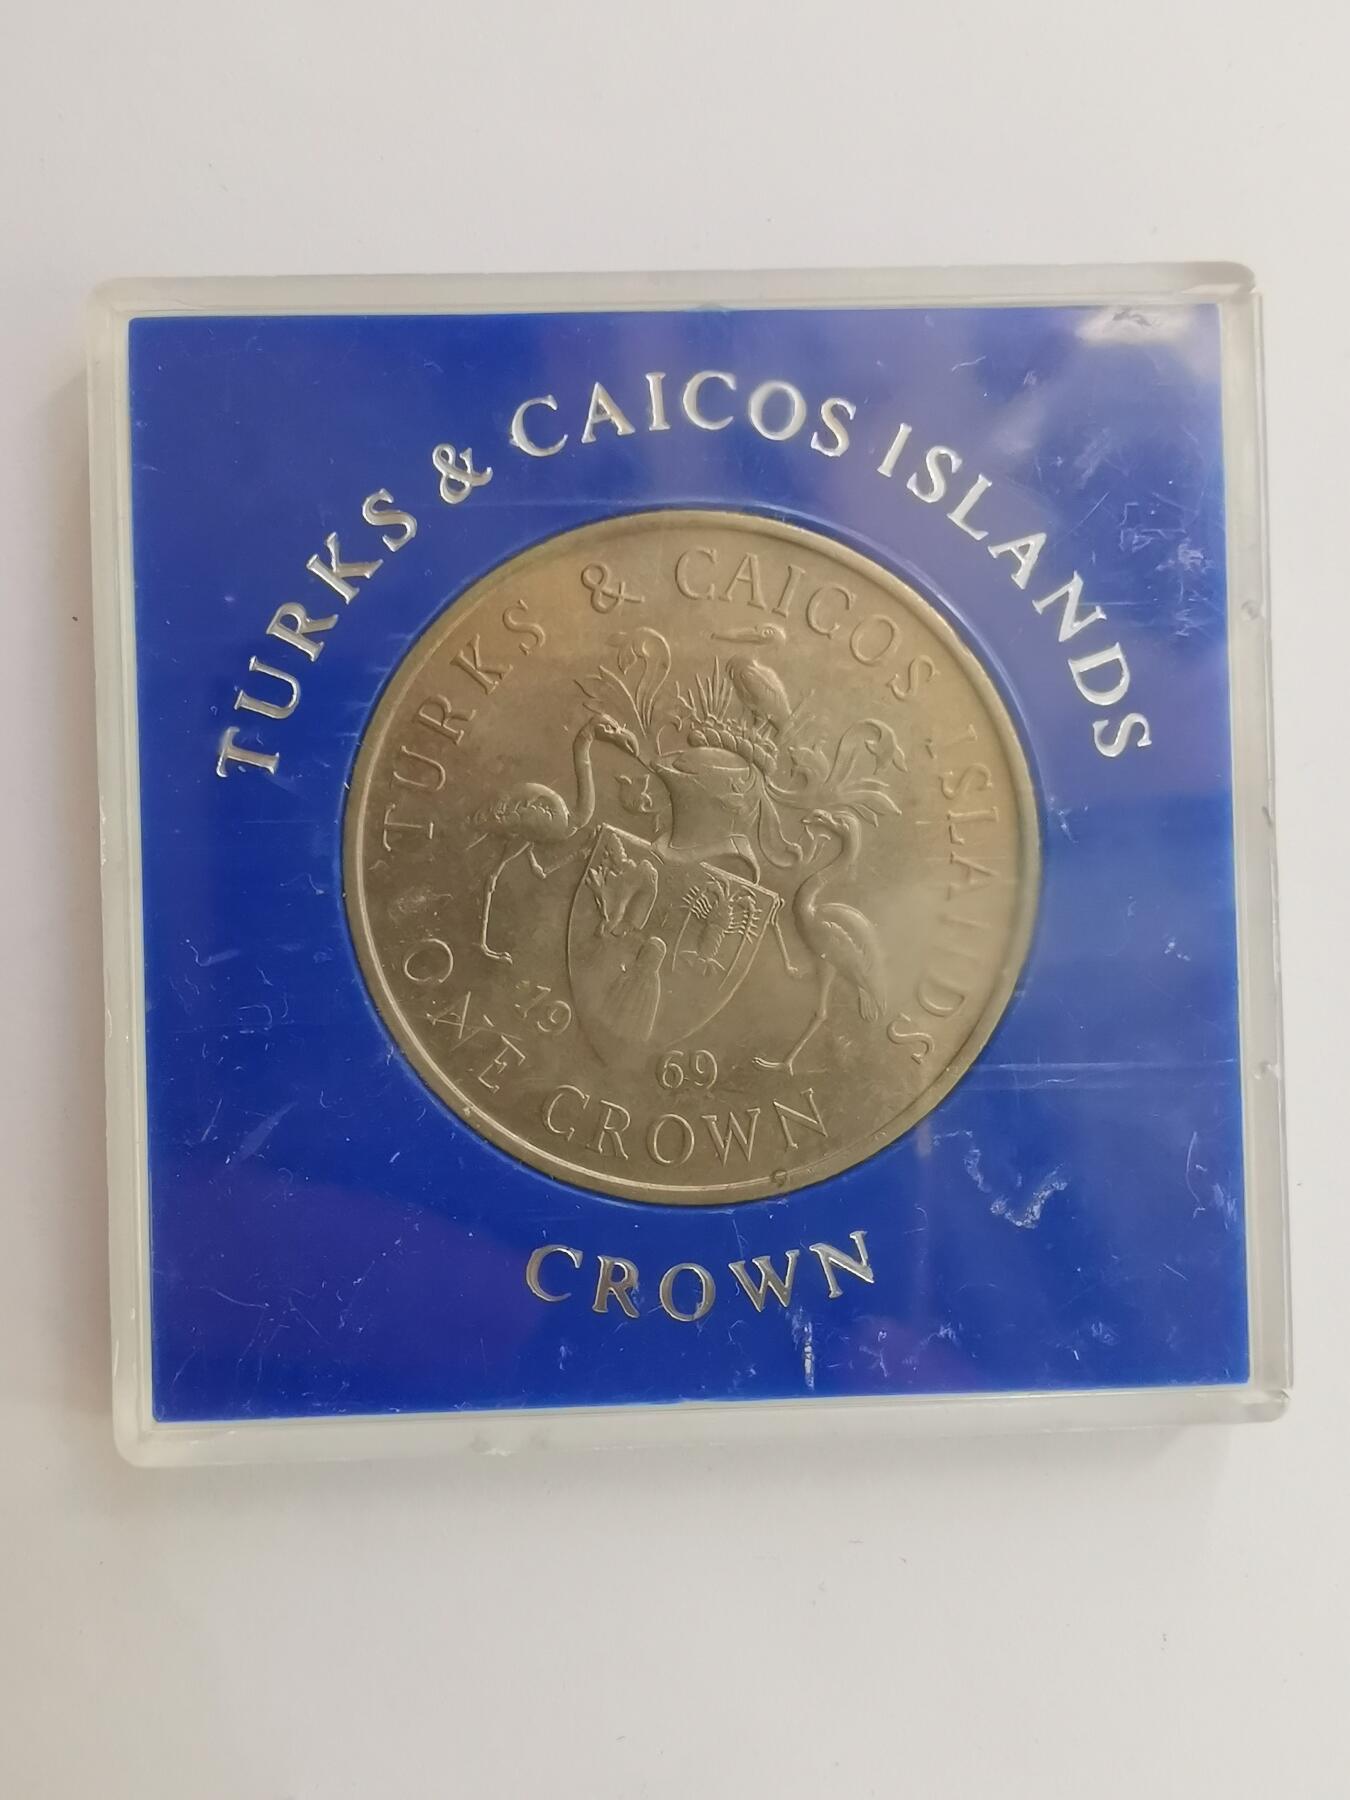 TURKS & CAICOS ISLANDS
TURKS & CAICOS ISLANDS
19 69
ONE CROWN
CROWN